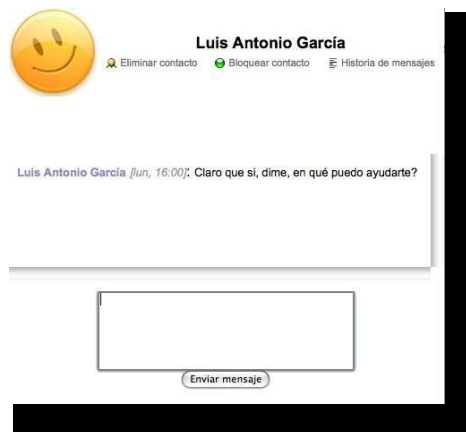 Luis Antonio García
Eliminar contacto Bloquear contacto Historia de mensajes
Luis Antonio García [lun, 16:00]: Claro que si, dime, en qué puedo ayudarte?
Enviar mensaje